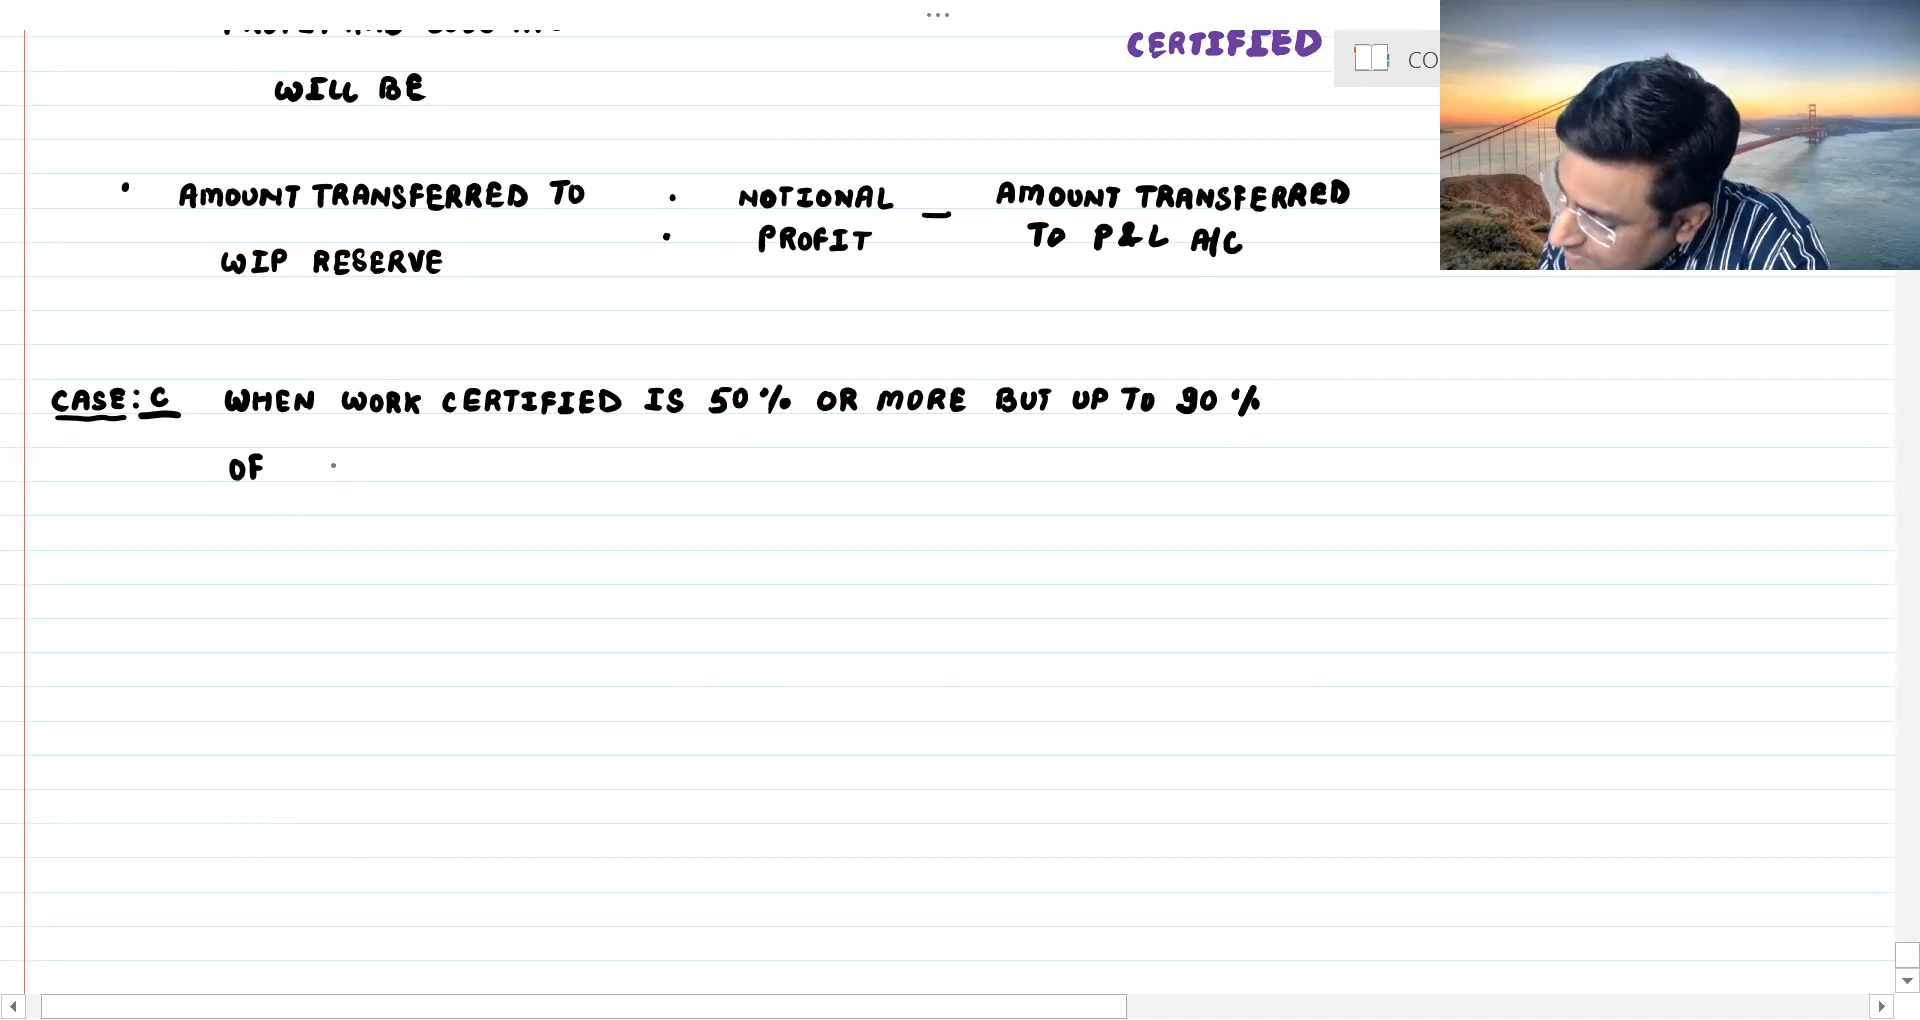 CERTIFIED
CO
WILL BE
• AMOUNT TRANSFERRED TO : NOTIONAL PROFIT — AMOUNT TRANSFERRED TO P&L A/C
WIP RESERVE
CASE: C WHEN WORK CERTIFIED IS 50% OR MORE BUT UP TO 90%
OF